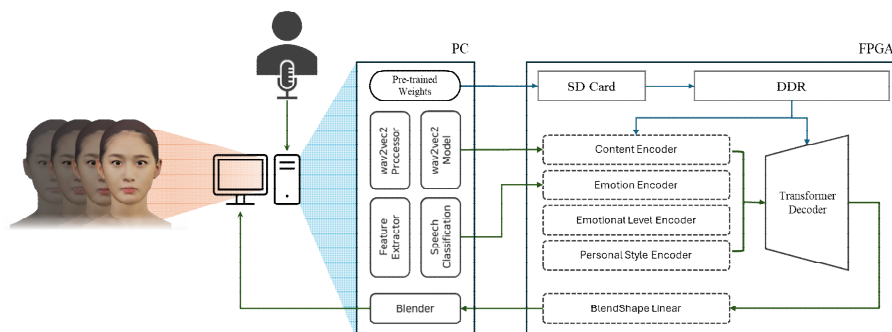 PC
FPGA
Pre-trained
Weights
SD Card
DDR
wav2vec2
Prccessor
wav2vec2
Model
Content Encoder
Emotion Encoder
Transformer
Decoder
Feature
Extractor
Speech
Classification
Emotional Level Encoder
Personal Style Encoder
Blender
BlendShape Linear